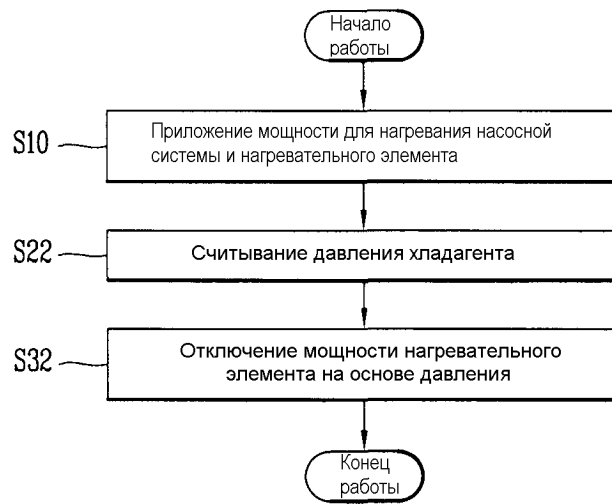 Начало
работы
S10
Приложение мощности для нагревания насосной
системы и нагревательного элемента
S22
Считывание давления хладагента
S32
Отключение мощности нагревательного
элемента на основе давления
Конец
работы